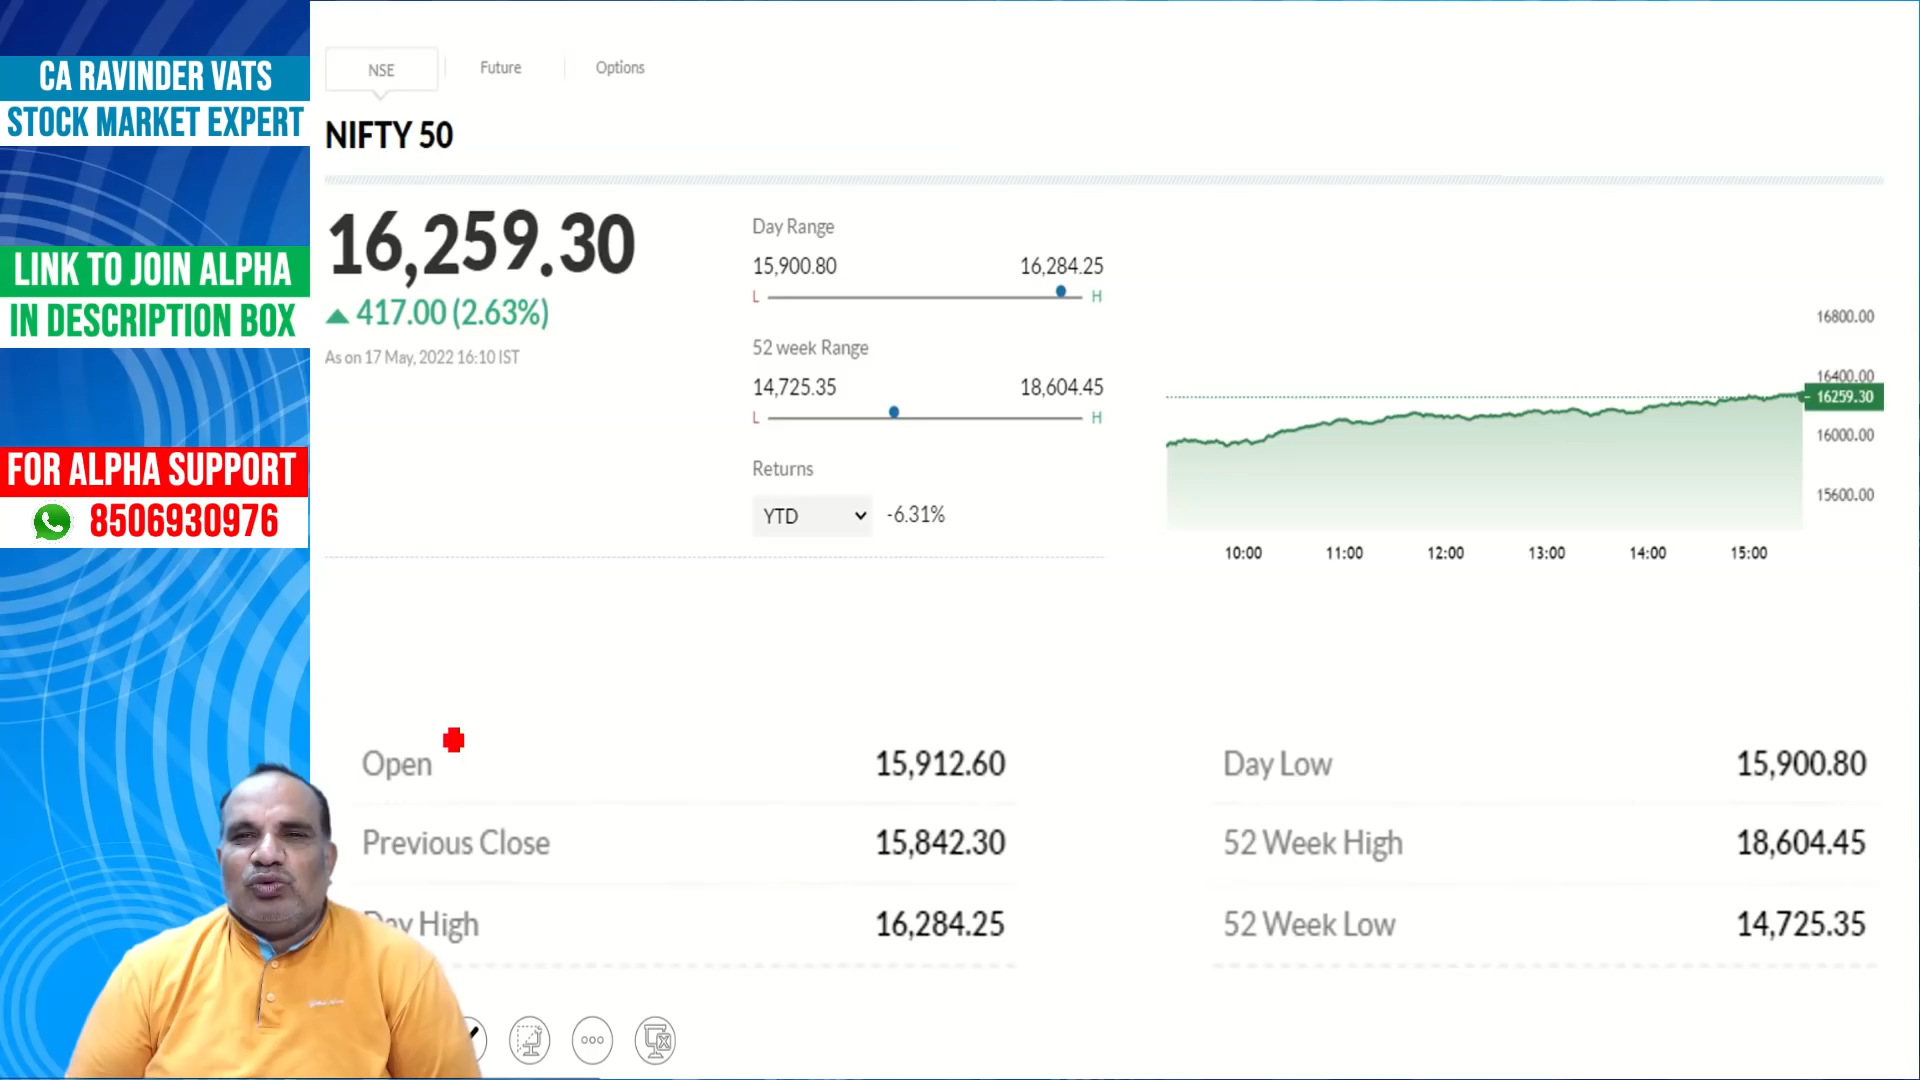 CA RAVINDER VATS
STOCK MARKET EXPERT
LINK TO JOIN ALPHA
IN DESCRIPTION BOX
FOR ALPHA SUPPORT
8506930976
NSE Future Options
NIFTY 50
16,259.30
417.00 (2.63%)
As on 17 May, 2022 16:10 IST
Day Range
15,900.80 16,284.25
L H
52 week Range
14,725.35 18,604.45
L H
Returns
YTD -6.31%
16800.00
16400.00
16259.30
16000.00
15600.00
10:00 11:00 12:00 13:00 14:00 15:00
Open 15,912.60
Previous Close 15,842.30
Day High 16,284.25
Day Low 15,900.80
52 Week High 18,604.45
52 Week Low 14,725.35